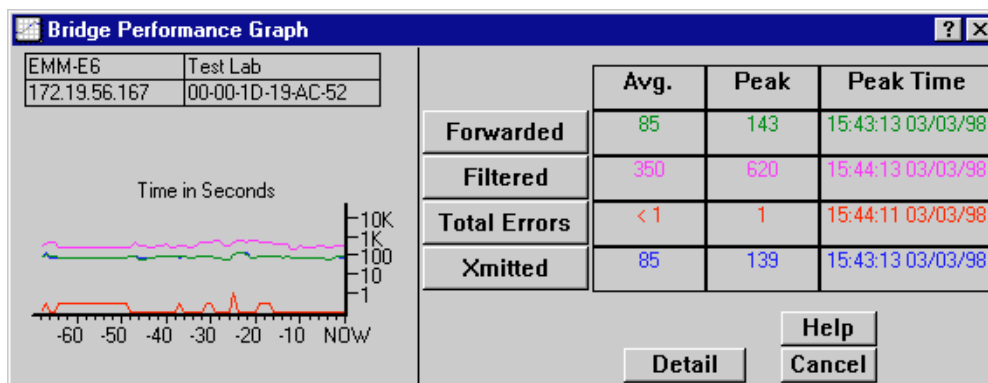 Bridge Performance Graph
EMM-E6 Test Lab
172.19.56.167 00-00-1D-19-AC-52
Time in Seconds
10K
1K
100
10
1
-60 -50 -40 -30 -20 -10 NOW
Avg. Peak Peak Time
Forwarded 85 143 15:43:13 03/03/98
Filtered 350 620 15:44:13 03/03/98
Total Errors < 1 1 15:44:11 03/03/98
Xmitted 85 139 15:43:13 03/03/98
Help
Detail Cancel